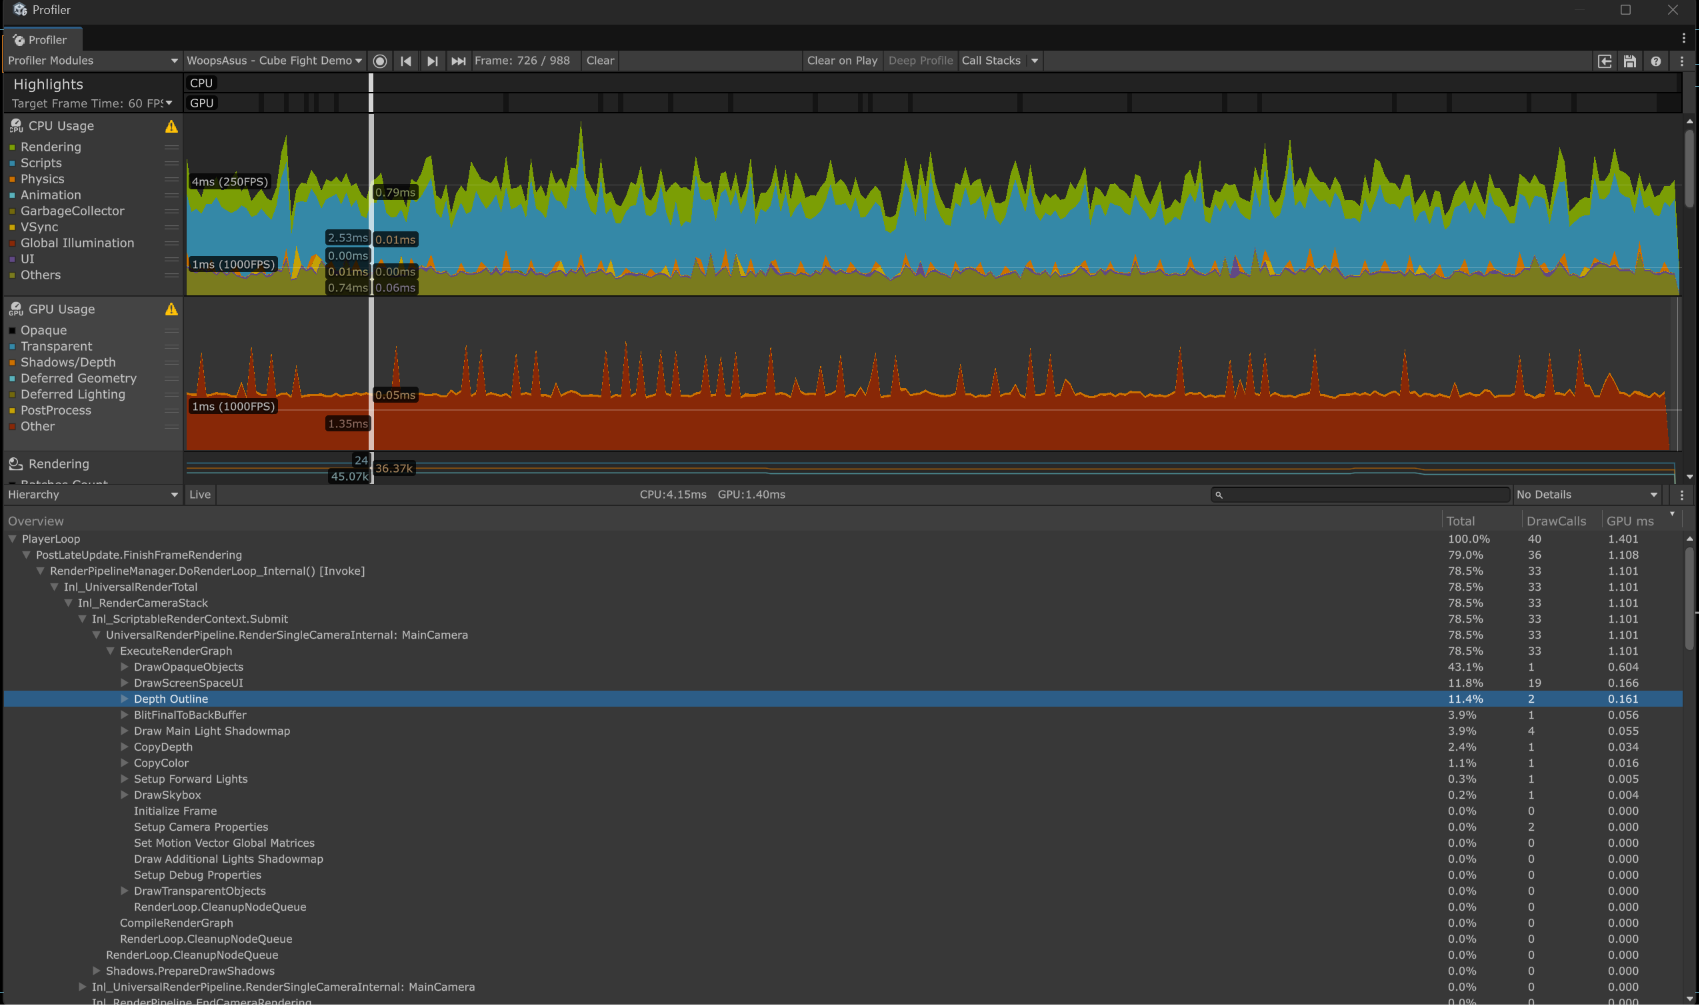 Profiler
Profiler
Profiler Modules WoopsAsus - Cube Fight Demo Frame: 726 / 988 Clear Clear on Play Deep Profile Call Stacks
Highlights
Target Frame Time: 60 FPS
CPU
GPU
CPU Usage
Rendering
Scripts
Physics
Animation
GarbageCollector
VSync
Global Illumination
UI
Others
4ms (250FPS)
0.79ms
2.53ms 0.01ms
0.00ms
1ms (1000FPS)
0.01ms 0.00ms
0.74ms 0.06ms
GPU Usage
Opaque
Transparent
Shadows/Depth
Deferred Geometry
Deferred Lighting
PostProcess
Other
0.05ms
1ms (1000FPS)
1.35ms
Rendering
Batches Count
24
36.37k
45.07k
Hierarchy Live CPU:4.15ms GPU:1.40ms No Details
Overview Total DrawCalls GPU ms
PlayerLoop 100.0% 40 1.401
PostLateUpdate.FinishFrameRendering 79.0% 36 1.108
RenderPipelineManager.DoRenderLoop_Internal() [Invoke] 78.5% 33 1.101
Inl_UniversalRenderTotal 78.5% 33 1.101
Inl_RenderCameraStack 78.5% 33 1.101
Inl_ScriptableRenderContext.Submit 78.5% 33 1.101
UniversalRenderPipeline.RenderSingleCameraInternal: MainCamera 78.5% 33 1.101
ExecuteRenderGraph 78.5% 33 1.101
DrawOpaqueObjects 43.1% 1 0.604
DrawScreenSpaceUI 11.8% 19 0.166
Depth Outline 11.4% 2 0.161
BlitFinalToBackBuffer 3.9% 1 0.056
Draw Main Light Shadowmap 3.9% 4 0.055
CopyDepth 2.4% 1 0.034
CopyColor 1.1% 1 0.016
Setup Forward Lights 0.3% 1 0.005
DrawSkybox 0.2% 1 0.004
Initialize Frame 0.0% 0 0.000
Setup Camera Properties 0.0% 2 0.000
Set Motion Vector Global Matrices 0.0% 0 0.000
Draw Additional Lights Shadowmap 0.0% 0 0.000
Setup Debug Properties 0.0% 0 0.000
DrawTransparentObjects 0.0% 0 0.000
RenderLoop.CleanupNodeQueue 0.0% 0 0.000
CompileRenderGraph 0.0% 0 0.000
RenderLoop.CleanupNodeQueue 0.0% 0 0.000
RenderLoop.CleanupNodeQueue 0.0% 0 0.000
Shadows.PrepareDrawShadows 0.0% 0 0.000
Inl_UniversalRenderPipeline.RenderSingleCameraInternal: MainCamera 0.0% 0 0.000
Inl_RenderPipeline.EndCameraRendering 0.0% 0 0.000